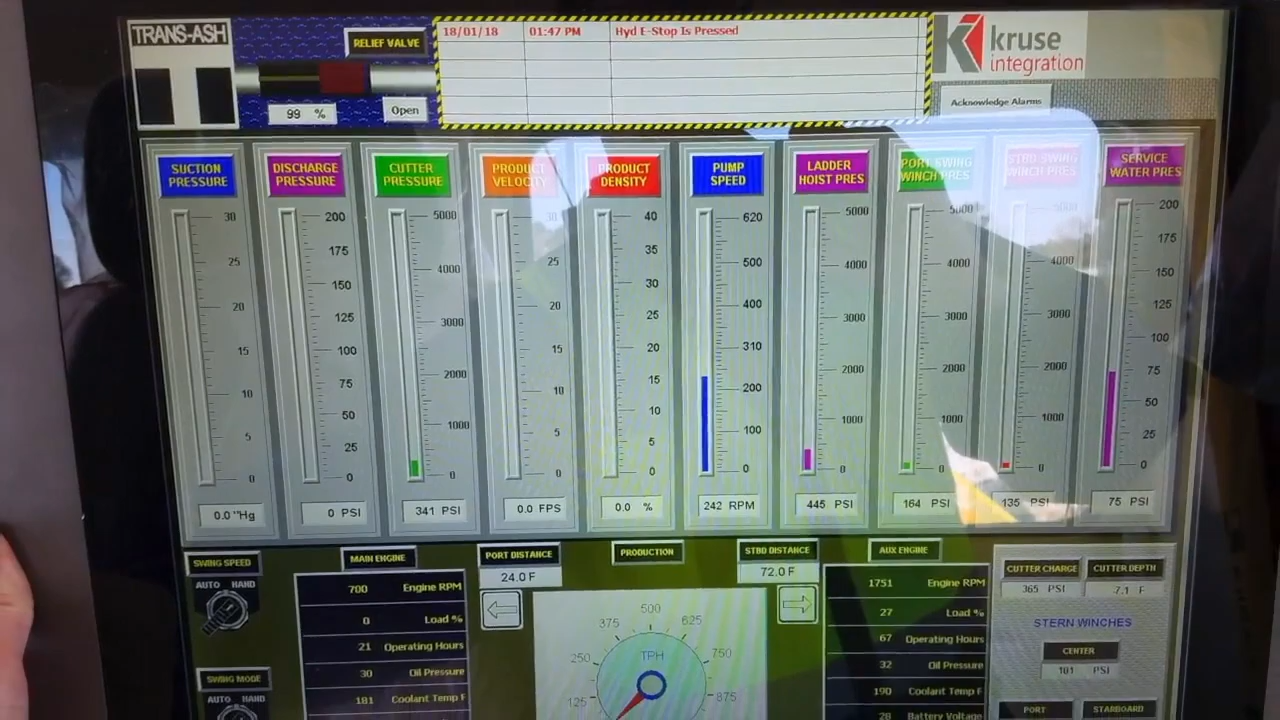 TRANS-ASH
RELIEF VALVE
99 %
Open
18/01/18 01:47 PM Hyd E-Stop Is Pressed
kruse
integration
Acknowledge Alarms
SUCTION PRESSURE
30
25
20
15
10
5
0
0.0 "Hg
DISCHARGE PRESSURE
200
175
150
125
100
75
50
25
0
0 PSI
CUTTER PRESSURE
5000
4000
3000
2000
1000
0
341 PSI
PRODUCT VELOCITY
30
25
20
15
10
5
0
0.0 FPS
PRODUCT DENSITY
40
35
30
25
20
15
10
5
0
0.0 %
PUMP SPEED
620
500
400
310
200
100
0
242 RPM
LADDER HOIST PRES
5000
4000
3000
2000
1000
0
445 PSI
PORT SWING WINCH PRES
5000
4000
3000
2000
1000
0
164 PSI
STBD SWING WINCH PRES
5000
4000
3000
2000
1000
0
135 PSI
SERVICE WATER PRES
200
175
150
125
100
75
50
25
0
75 PSI
SWING SPEED
AUTO HAND
SWING MODE
AUTO HAND
MAIN ENGINE
700 Engine RPM
0 Load %
21 Operating Hours
30 Oil Pressure
181 Coolant Temp F
PORT DISTANCE
24.0 F
PRODUCTION
STBD DISTANCE
72.0 F
500
375 625
250 750
125 875
TPH
AUX ENGINE
1751 Engine RPM
27 Load %
67 Operating Hours
32 Oil Pressure
190 Coolant Temp F
28 Battery Voltage
CUTTER CHARGE CUTTER DEPTH
365 PSI -7.1 F
STERN WINCHES
CENTER
181 PSI
PORT STARBOARD